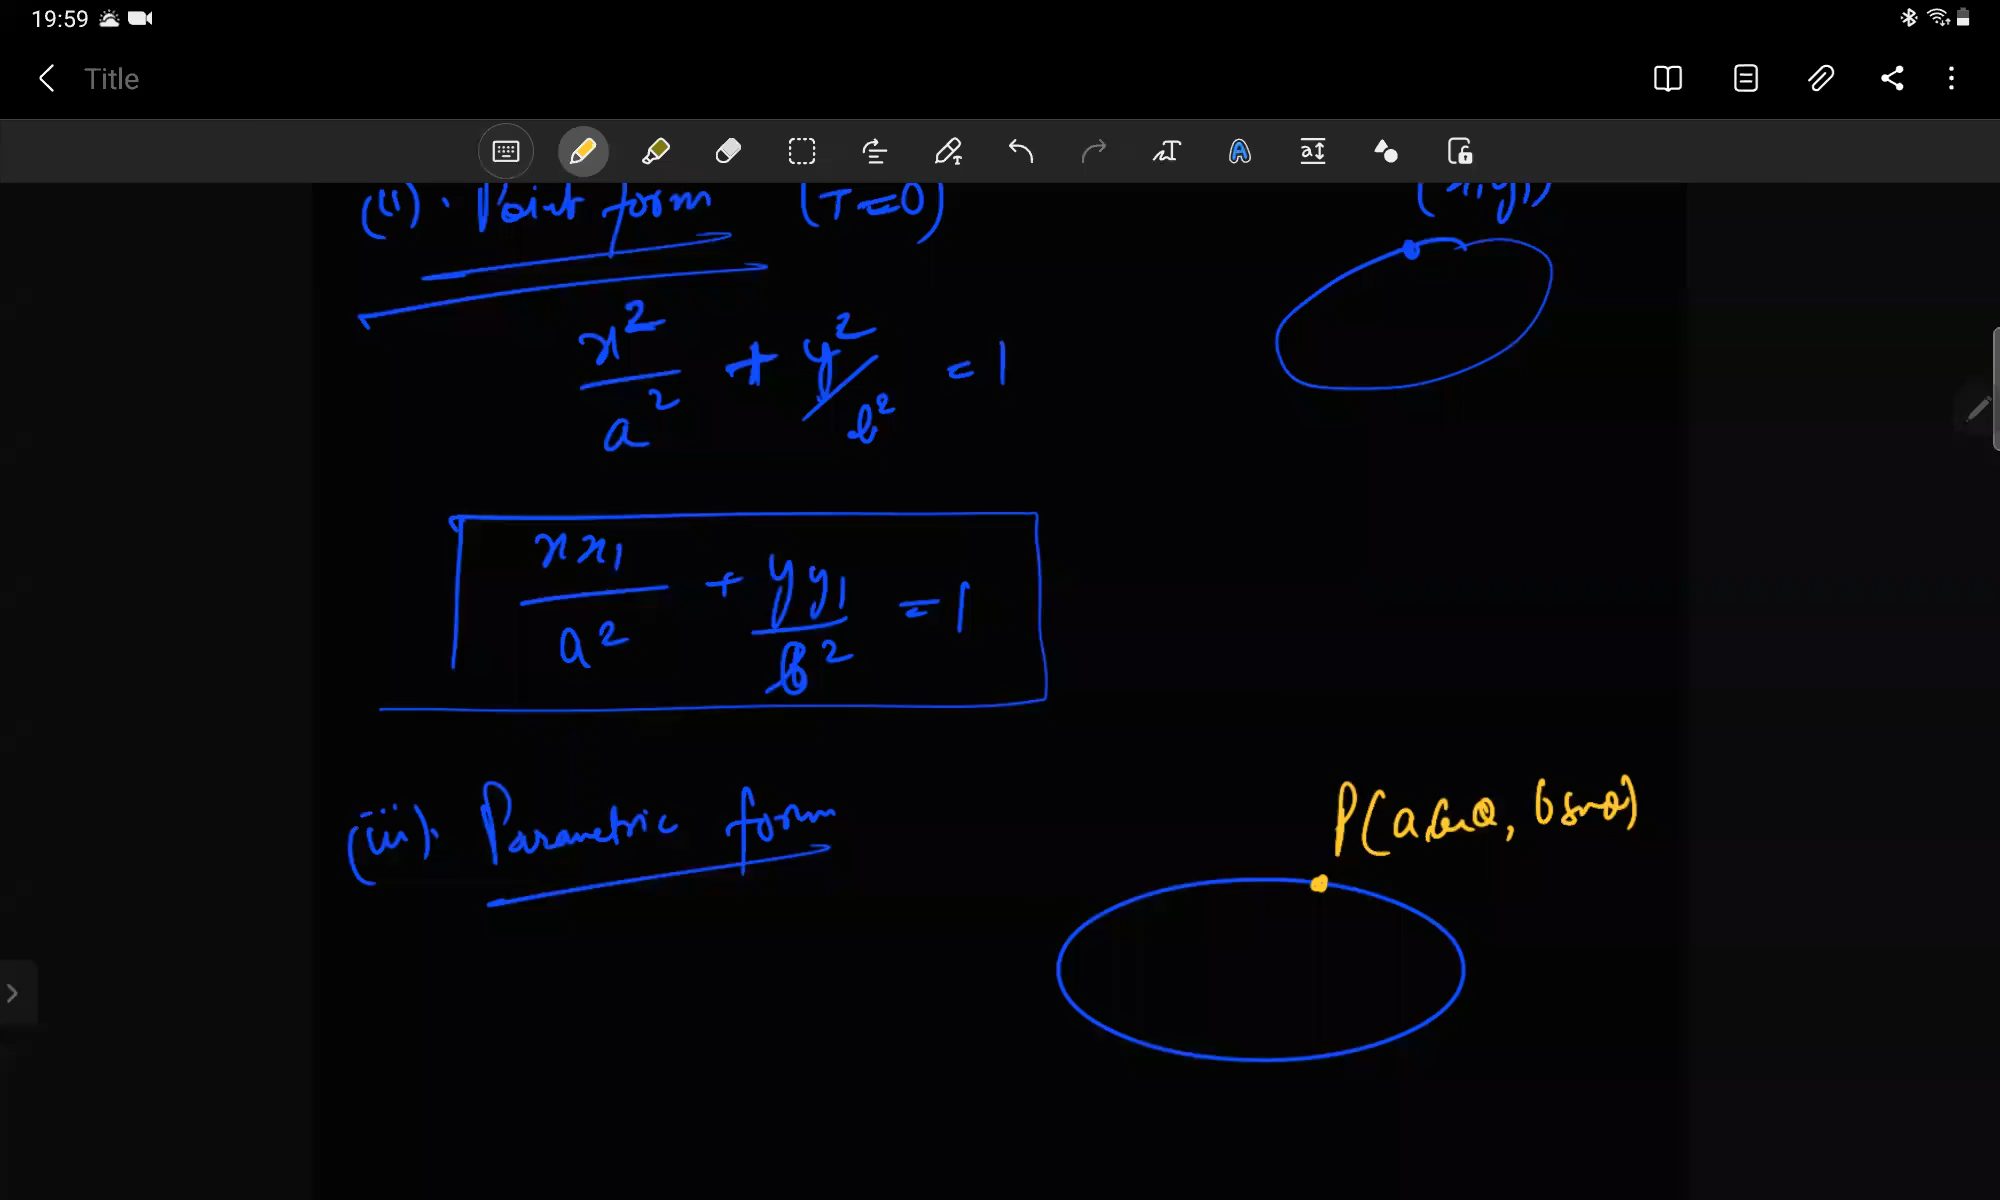 19:59
Title
(ii). Point form (T=0) (x1,y1)
x²/a² + y²/b² = 1
xx₁/a² + yy₁/b² = 1
(iii). Parametric form
P(a cosθ, b sinθ)